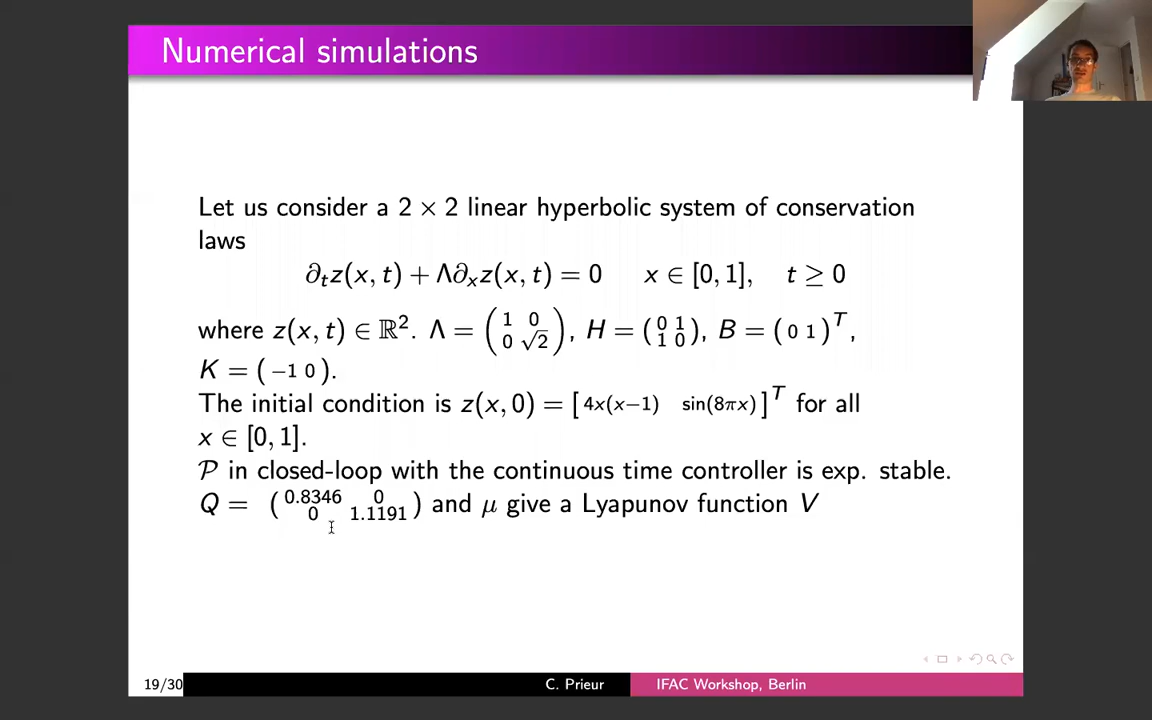 Numerical simulations
Let us consider a 2 × 2 linear hyperbolic system of conservation
laws
∂ₜz(x, t) + Λ∂ₓz(x, t) = 0 x ∈ [0, 1], t ≥ 0
where z(x, t) ∈ ℝ². Λ = (1 0; 0 √2), H = (0 1; 1 0), B = (0 1)ᵀ,
K = (−1 0).
The initial condition is z(x, 0) = [4x(x−1) sin(8πx)]ᵀ for all
x ∈ [0, 1].
𝒫 in closed-loop with the continuous time controller is exp. stable.
Q = (0.8346 0; 0 1.1191) and μ give a Lyapunov function V
19/30 C. Prieur IFAC Workshop, Berlin